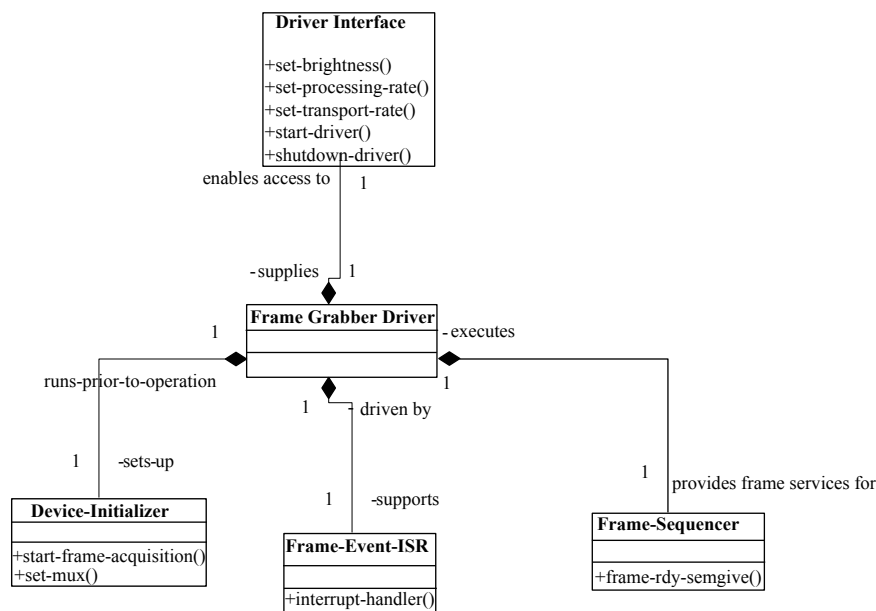 Driver Interface
+set-brightness()
+set-processing-rate()
+set-transport-rate()
+start-driver()
+shutdown-driver()
enables access to
1
-supplies
1
Frame Grabber Driver
1
-executes
runs-prior-to-operation
1
1
- driven by
1
-sets-up
1
-supports
1
provides frame services for
Device-Initializer
+start-frame-acquisition()
+set-mux()
Frame-Event-ISR
+interrupt-handler()
Frame-Sequencer
+frame-rdy-semgive()